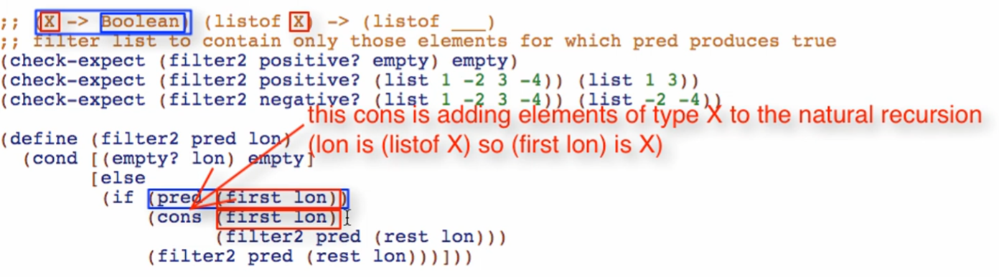 ;; (X -> Boolean) (listof X) -> (listof ___)
;; filter list to contain only those elements for which pred produces true
(check-expect (filter2 positive? empty) empty)
(check-expect (filter2 positive? (list 1 -2 3 -4)) (list 1 3))
(check-expect (filter2 negative? (list 1 -2 3 -4)) (list -2 -4))
this cons is adding elements of type X to the natural recursion
(define (filter2 pred lon)
(lon is (listof X) so (first lon) is X)
(cond [(empty? lon) empty]
[else
(if (pred (first lon))
(cons (first lon)
(filter2 pred (rest lon)))
(filter2 pred (rest lon)))]))